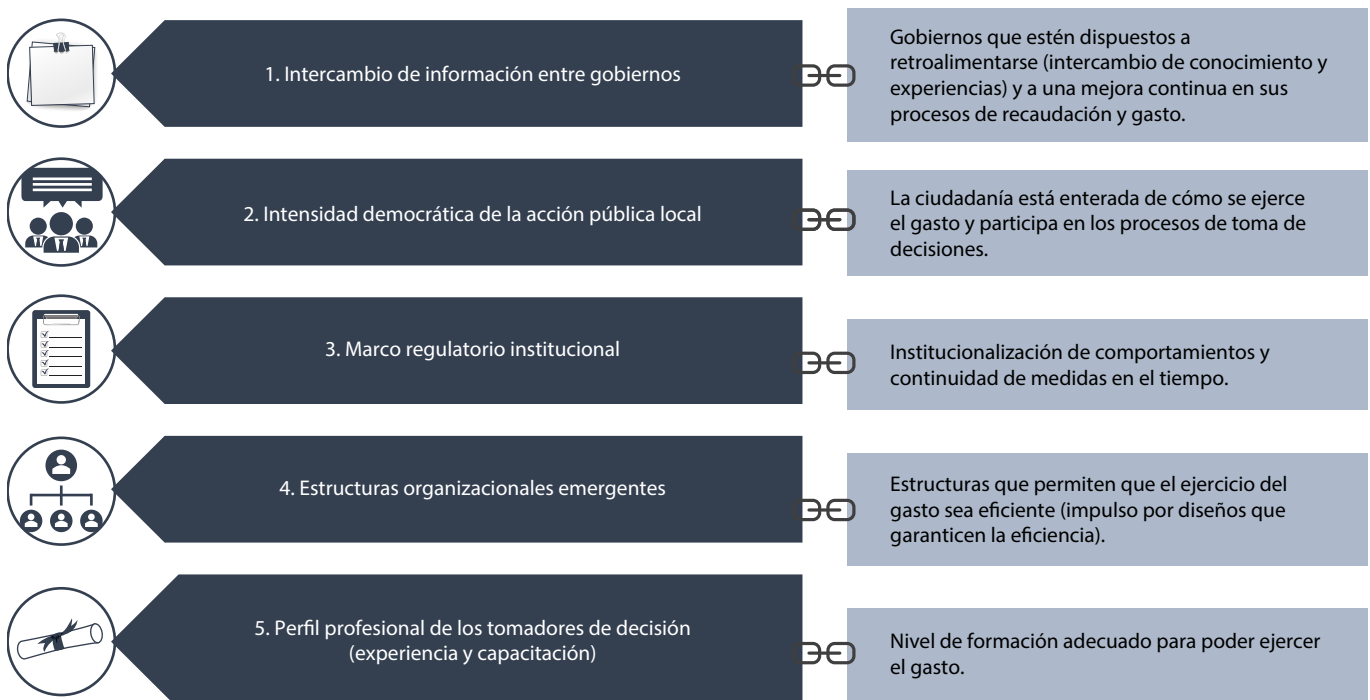 1. Intercambio de información entre gobiernos
Gobiernos que estén dispuestos a
retroalimentarse (intercambio de conocimiento y
experiencias) y a una mejora continua en sus
procesos de recaudación y gasto.
2. Intensidad democrática de la acción pública local
La ciudadanía está enterada de cómo se ejerce
el gasto y participa en los procesos de toma de
decisiones.
3. Marco regulatorio institucional
Institucionalización de comportamientos y
continuidad de medidas en el tiempo.
4. Estructuras organizacionales emergentes
Estructuras que permiten que el ejercicio del
gasto sea eficiente (impulso por diseños que
garanticen la eficiencia).
5. Perfil profesional de los tomadores de decisión
(experiencia y capacitación)
Nivel de formación adecuado para poder ejercer
el gasto.